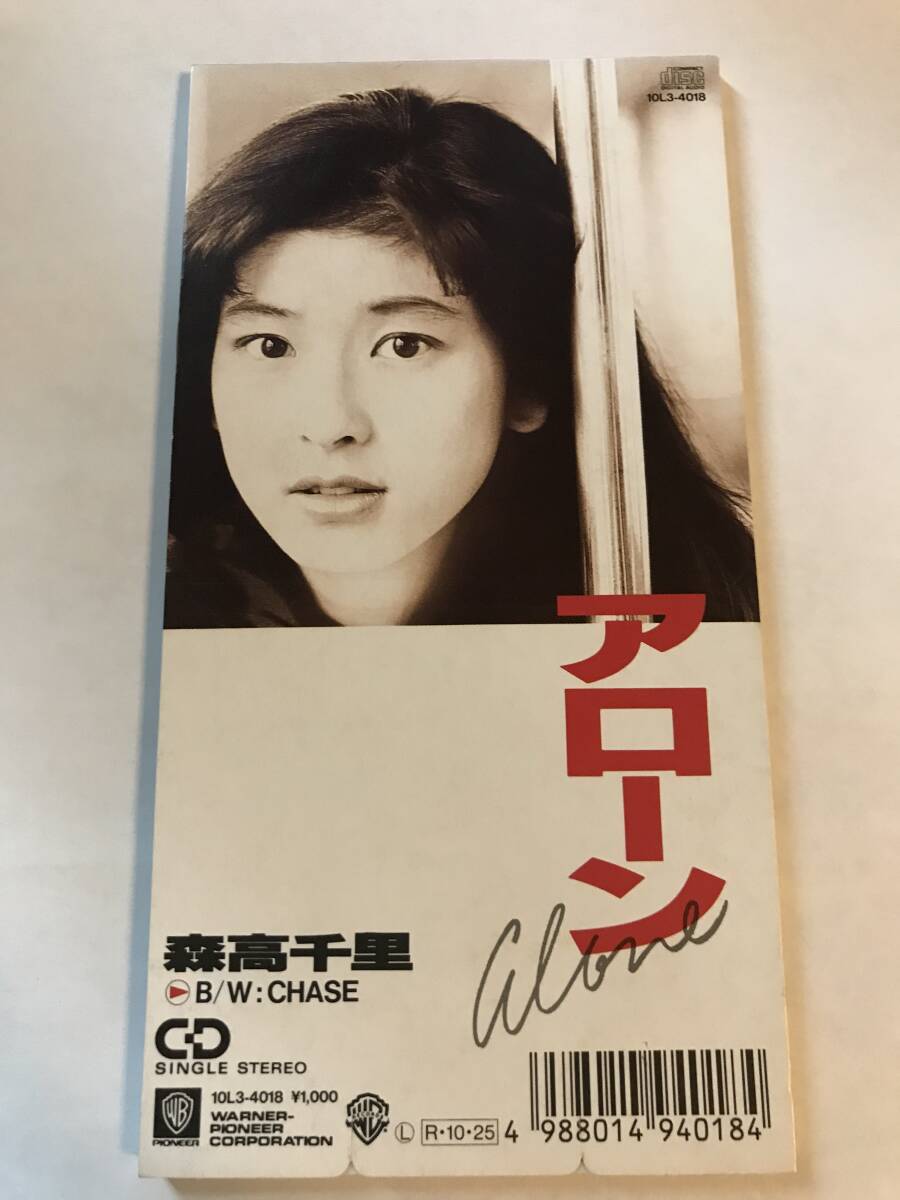 COMPACT
disc
DIGITAL AUDIO
10L3-4018
アローン
alone
森高千里
B/W:CHASE
CD
SINGLE STEREO
WB
PIONEER
10L3-4018 ¥1,000
WARNER-
PIONEER
CORPORATION
Ⓛ R・10・25
4 988014 940184